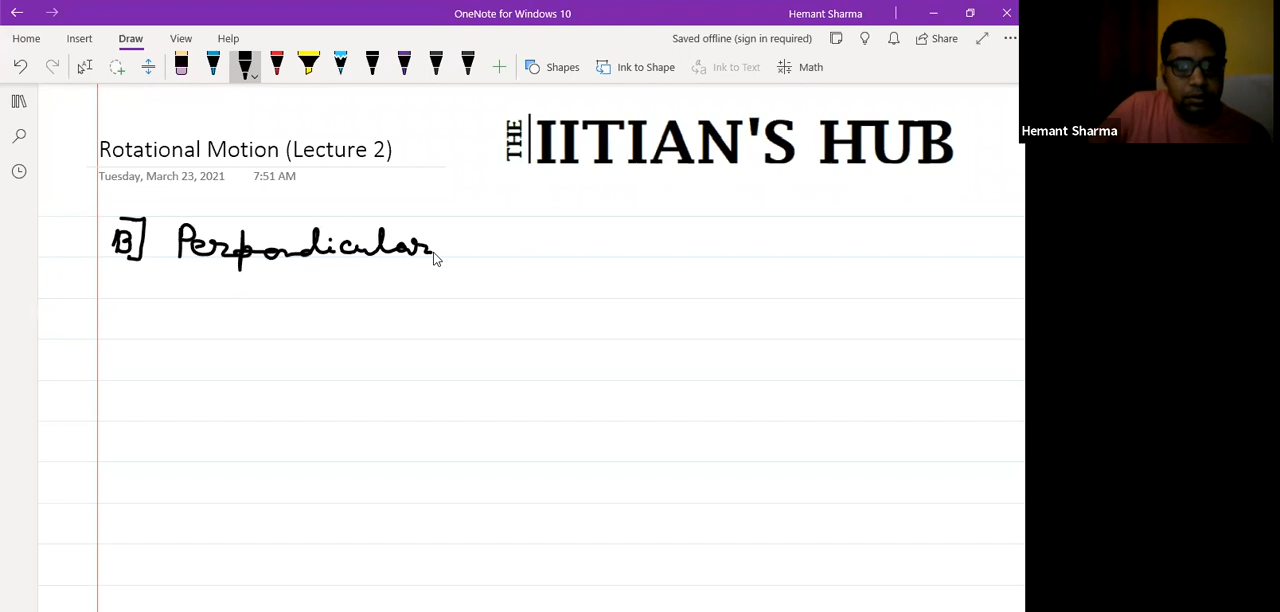 OneNote for Windows 10
Hemant Sharma
Home Insert Draw View Help
Saved offline (sign in required) Share
Shapes Ink to Shape Ink to Text Math
Hemant Sharma
THE IITIAN'S HUB
Rotational Motion (Lecture 2)
Tuesday, March 23, 2021 7:51 AM
B] Perpendicular